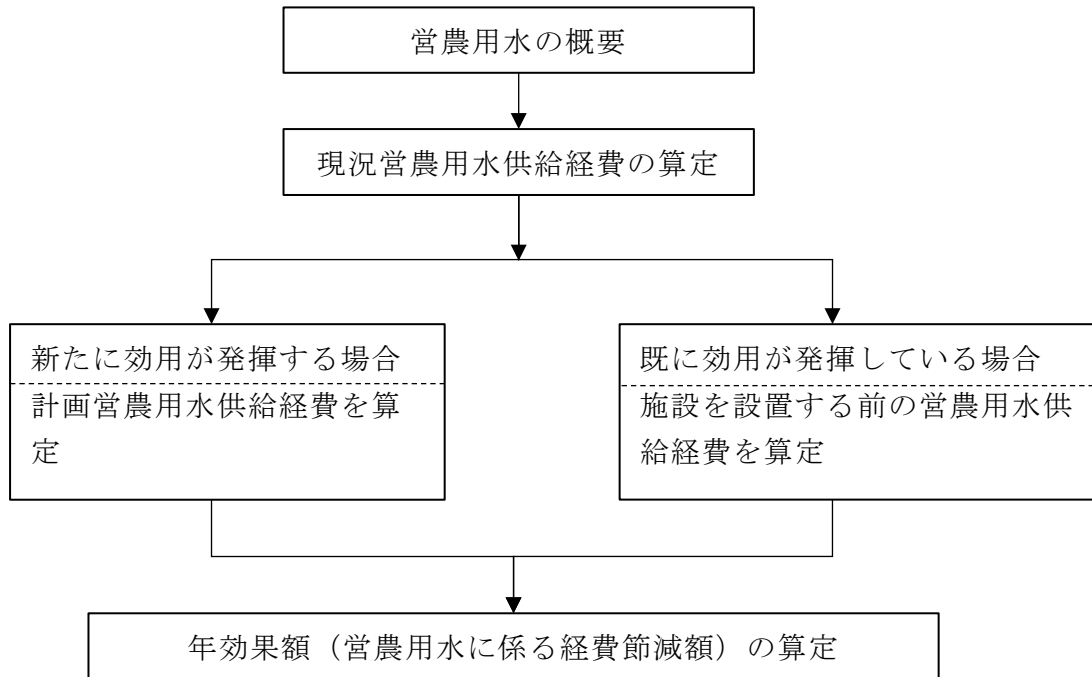 営農用水の概要
現況営農用水供給経費の算定
新たに効用が発揮する場合
計画営農用水供給経費を算
定
既に効用が発揮している場合
施設を設置する前の営農用水供
給経費を算定
年効果額（営農用水に係る経費節減額）の算定